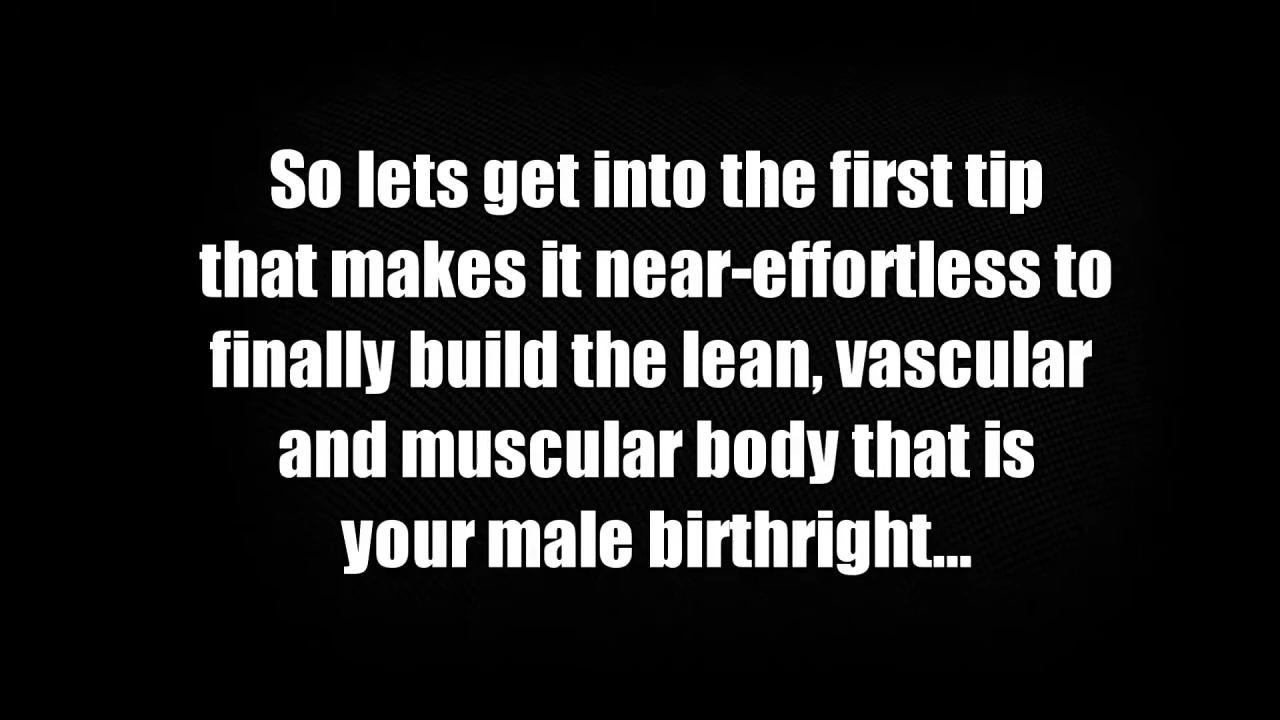 So lets get into the first tip
that makes it near-effortless to
finally build the lean, vascular
and muscular body that is
your male birthright...